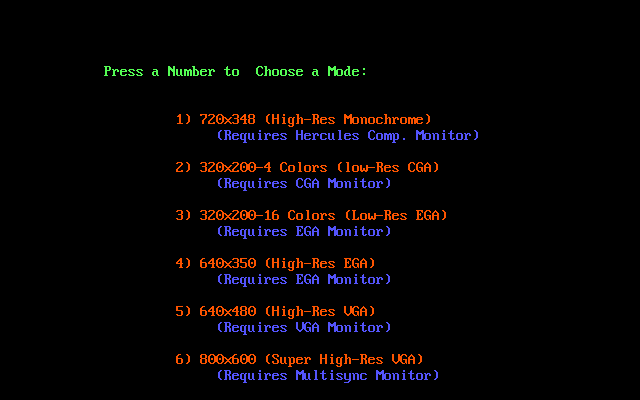 Press a Number to  Choose a Mode:
1) 720x348 (High-Res Monochrome)
(Requires Hercules Comp. Monitor)
2) 320x200-4 Colors (low-Res CGA)
(Requires CGA Monitor)
3) 320x200-16 Colors (Low-Res EGA)
(Requires EGA Monitor)
4) 640x350 (High-Res EGA)
(Requires EGA Monitor)
5) 640x480 (High-Res VGA)
(Requires VGA Monitor)
6) 800x600 (Super High-Res VGA)
(Requires Multisync Monitor)